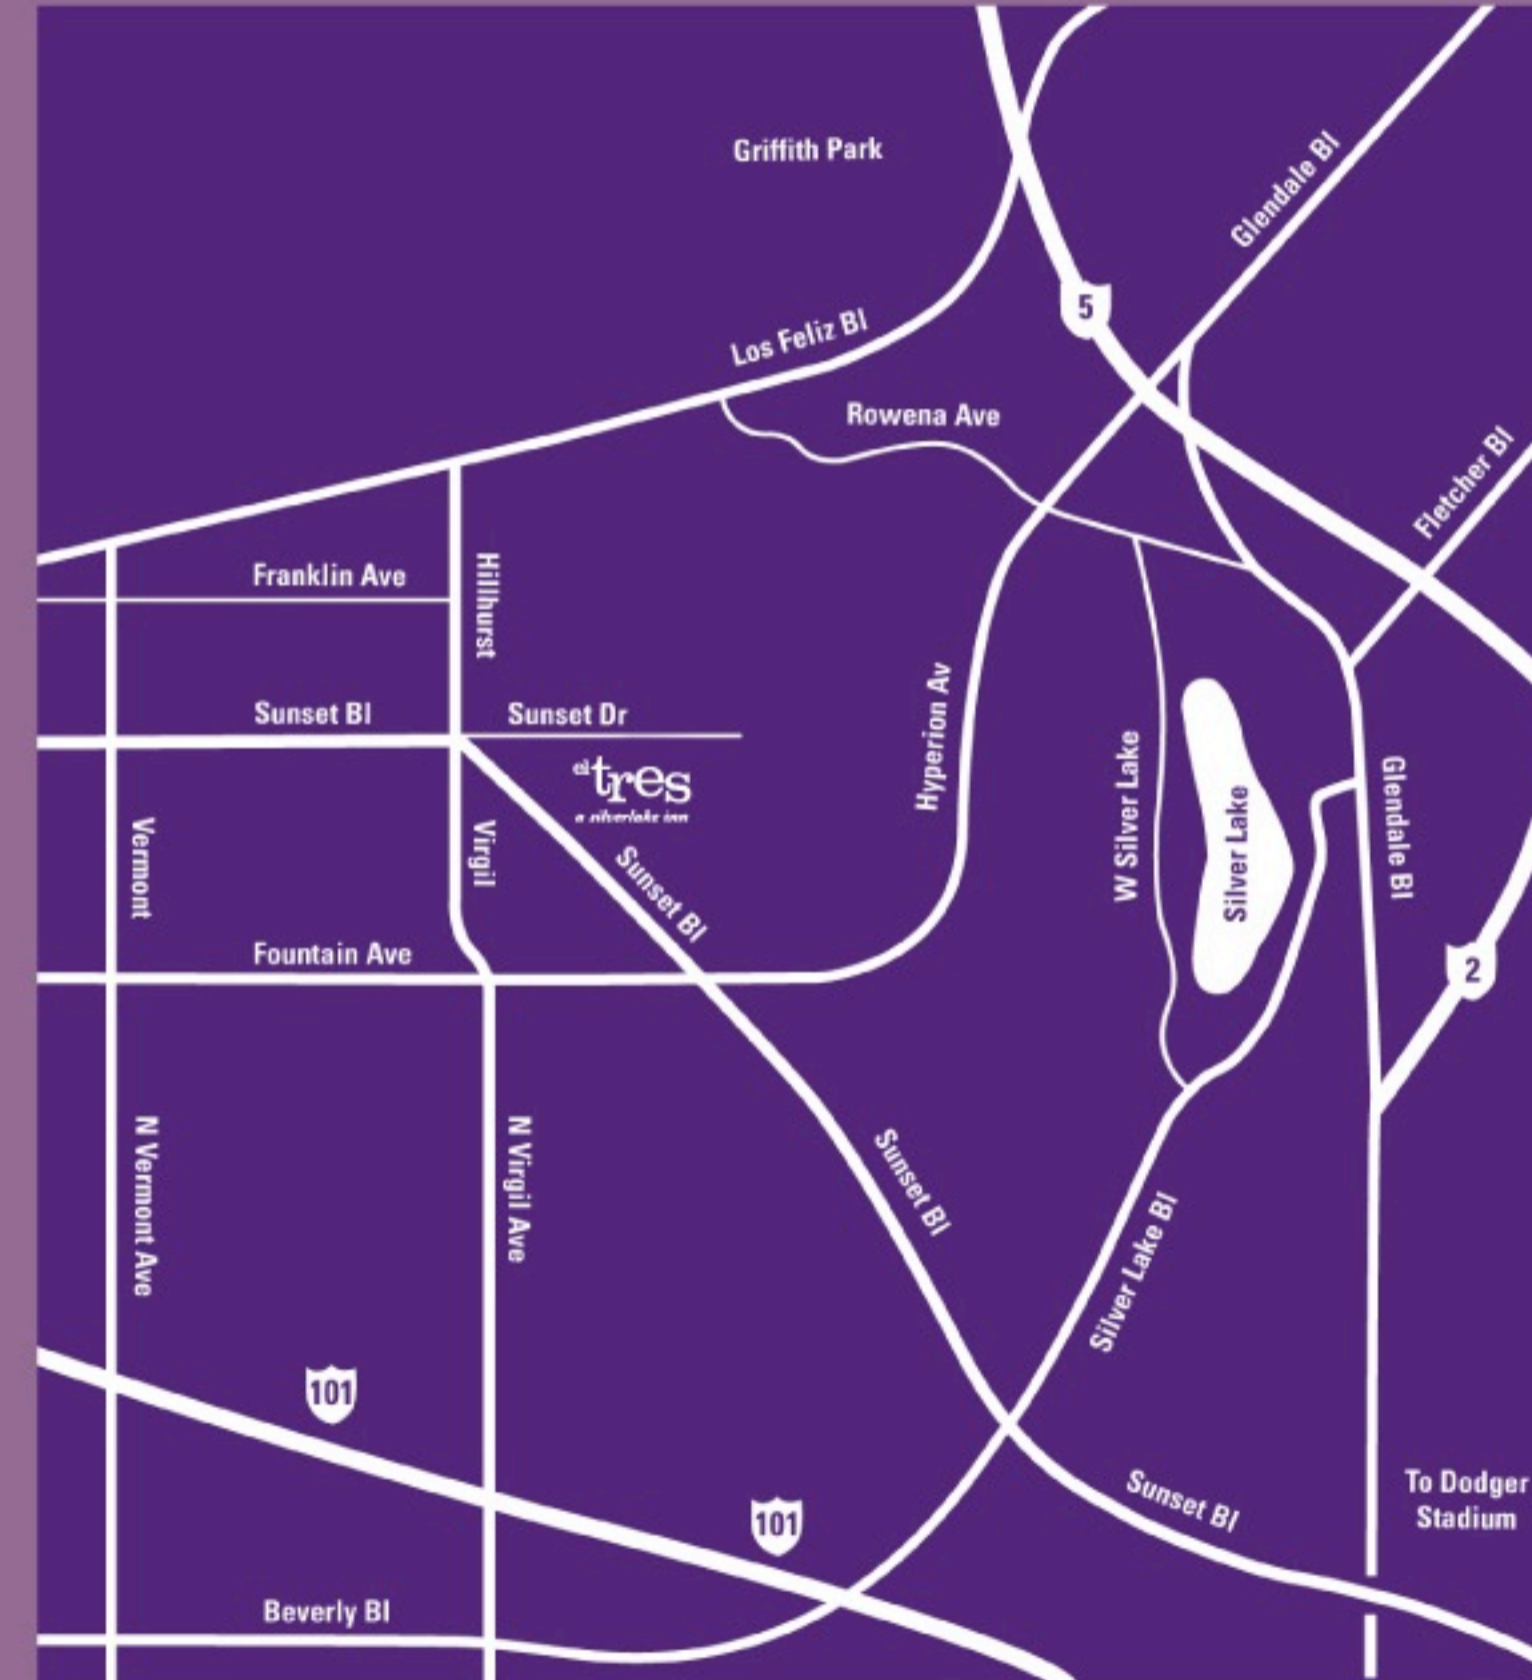 Griffith Park
Glendale Bl
5
Los Feliz Bl
Rowena Ave
Fletcher Bl
Franklin Ave
Hillhurst
Sunset Bl
Sunset Dr
el tres
a silverlake inn
Hyperion Av
W Silver Lake
Silver Lake
Glendale Bl
Vermont
Virgil
Sunset Bl
Fountain Ave
2
N Vermont Ave
N Virgil Ave
Sunset Bl
Silver Lake Bl
101
101
Sunset Bl
To Dodger
Stadium
Beverly Bl